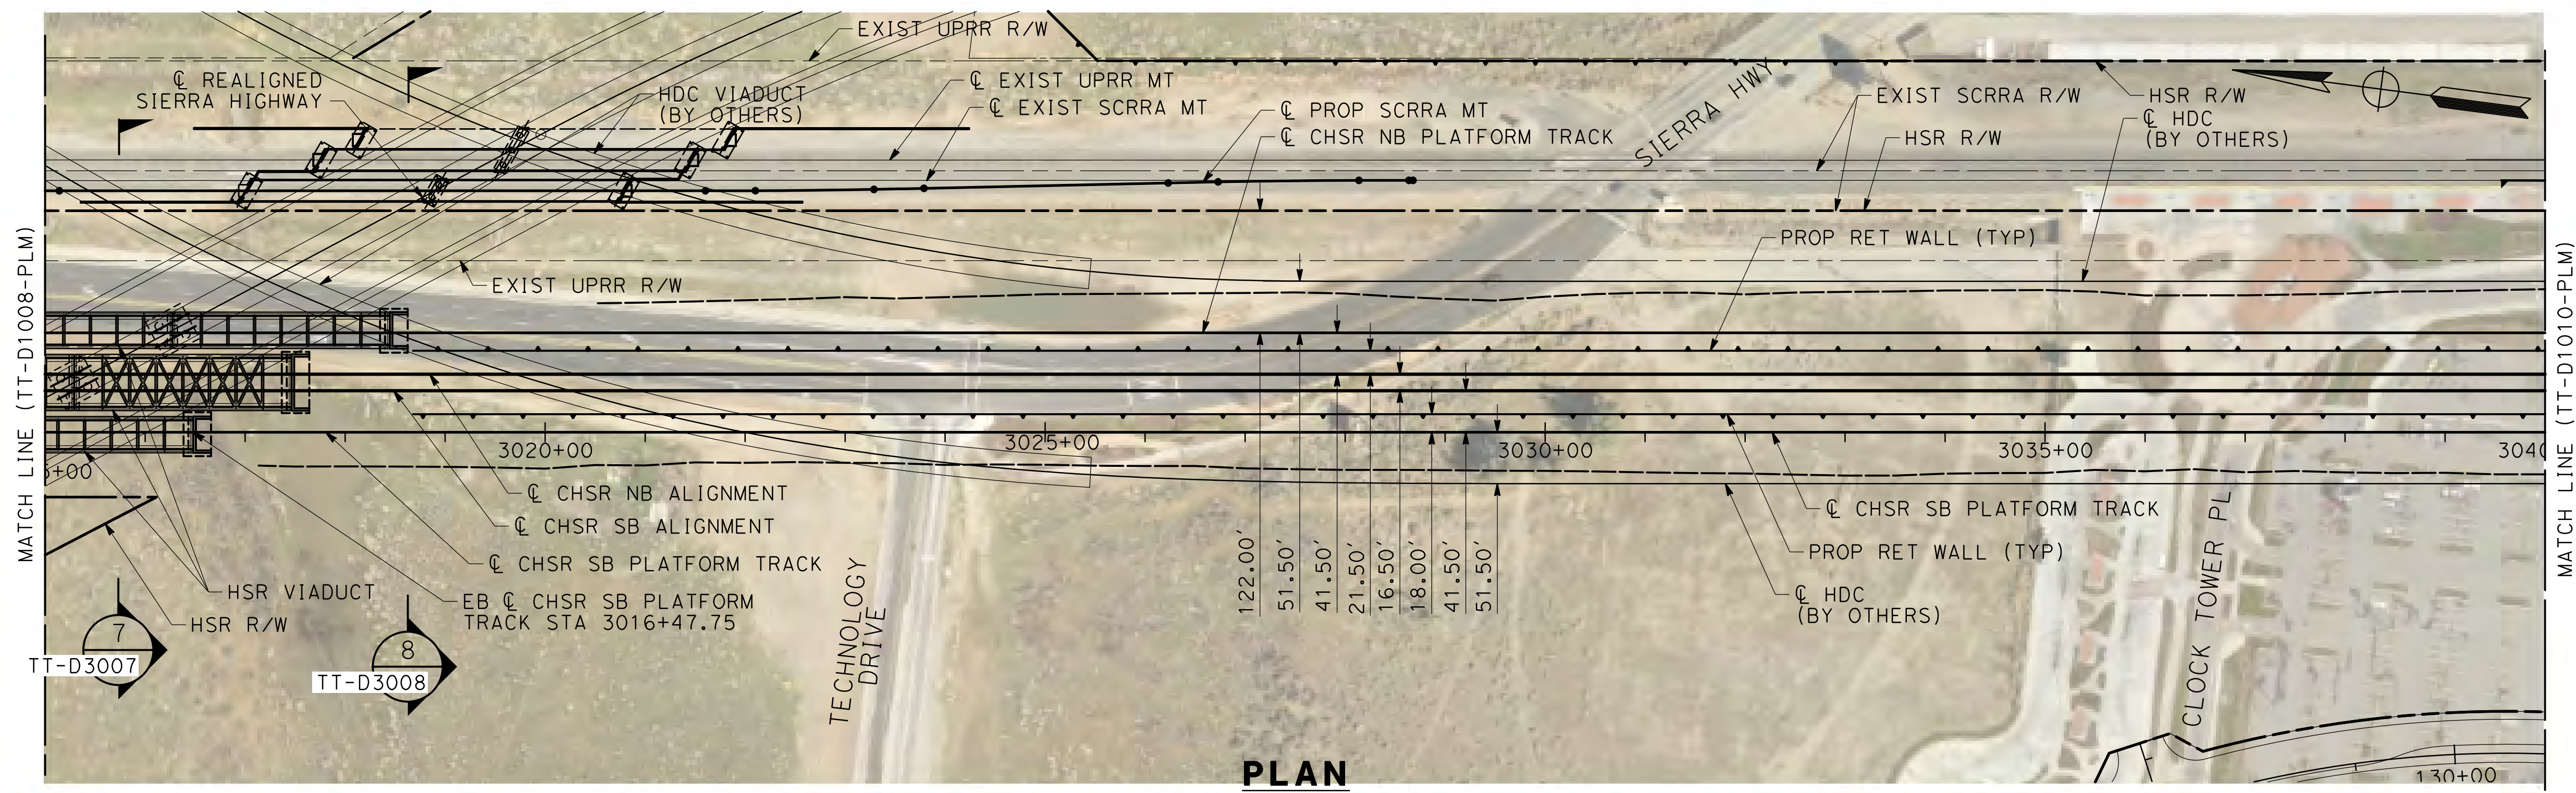 EXIST UPRR R/W
℄ REALIGNED
SIERRA HIGHWAY
HDC VIADUCT
(BY OTHERS)
℄ EXIST UPRR MT
℄ EXIST SCRRA MT
℄ PROP SCRRA MT
℄ CHSR NB PLATFORM TRACK
SIERRA HWY
EXIST SCRRA R/W
HSR R/W
HSR R/W
℄ HDC
(BY OTHERS)
PROP RET WALL (TYP)
EXIST UPRR R/W
MATCH LINE (TT-D1008-PLM)
MATCH LINE (TT-D1010-PLM)
+00
3020+00
3025+00
3030+00
3035+00
3040
℄ CHSR NB ALIGNMENT
℄ CHSR SB ALIGNMENT
℄ CHSR SB PLATFORM TRACK
HSR VIADUCT
EB ℄ CHSR SB PLATFORM
TRACK STA 3016+47.75
HSR R/W
7
TT-D3007
8
TT-D3008
TECHNOLOGY
DRIVE
122.00'
51.50'
41.50'
21.50'
16.50'
18.00'
41.50'
51.50'
℄ CHSR SB PLATFORM TRACK
PROP RET WALL (TYP)
℄ HDC
(BY OTHERS)
CLOCK TOWER PL
130+00
PLAN